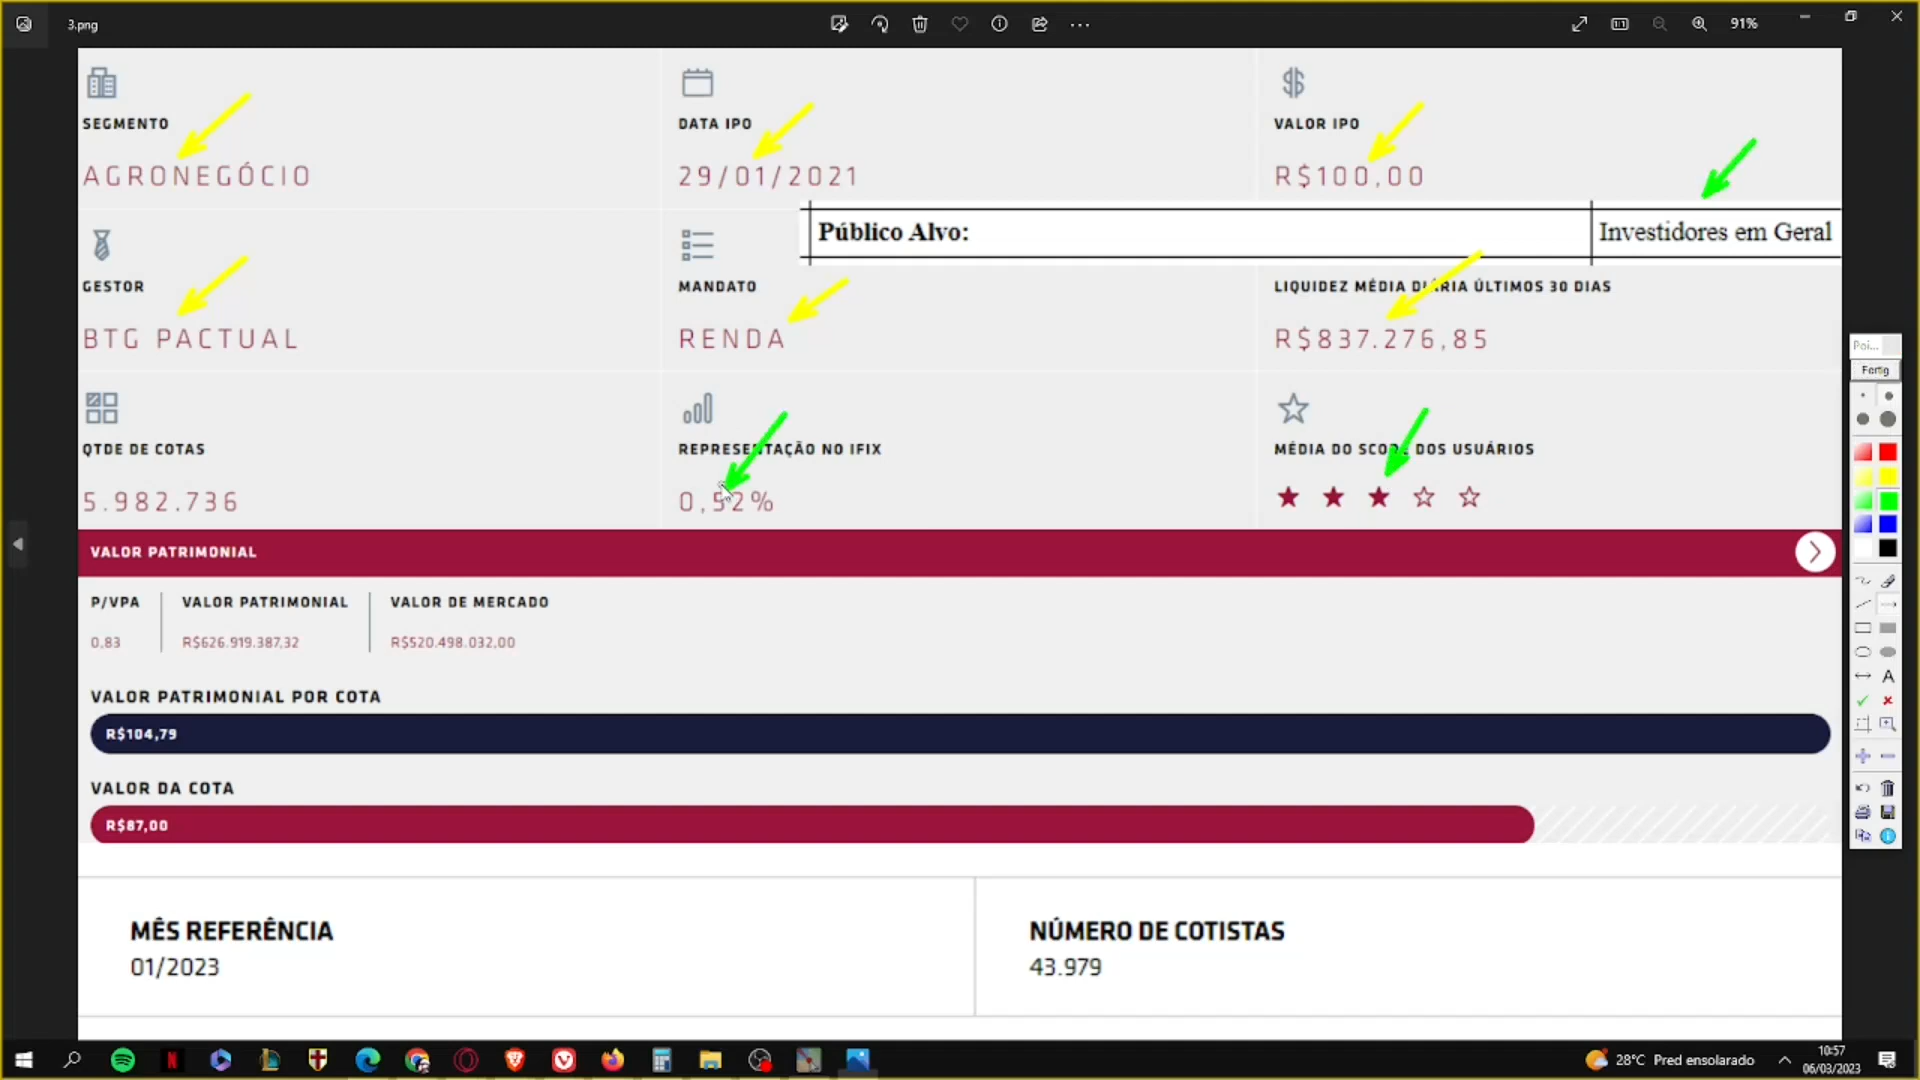 3.png
91%
SEGMENTO
AGRONEGÓCIO
DATA IPO
29/01/2021
VALOR IPO
R$100,00
Público Alvo:
Investidores em Geral
GESTOR
BTG PACTUAL
MANDATO
RENDA
LIQUIDEZ MÉDIA DIÁRIA ÚLTIMOS 30 DIAS
R$837.276,85
QTDE DE COTAS
5.982.736
REPRESENTAÇÃO NO IFIX
0,52%
MÉDIA DO SCORE DOS USUÁRIOS
VALOR PATRIMONIAL
P/VPA
0,83
VALOR PATRIMONIAL
R$626.919.387,32
VALOR DE MERCADO
R$520.498.032,00
VALOR PATRIMONIAL POR COTA
R$104,79
VALOR DA COTA
R$87,00
MÊS REFERÊNCIA
01/2023
NÚMERO DE COTISTAS
43.979
Poi...
Fertig
28°C Pred ensolarado
10:57
06/03/2023